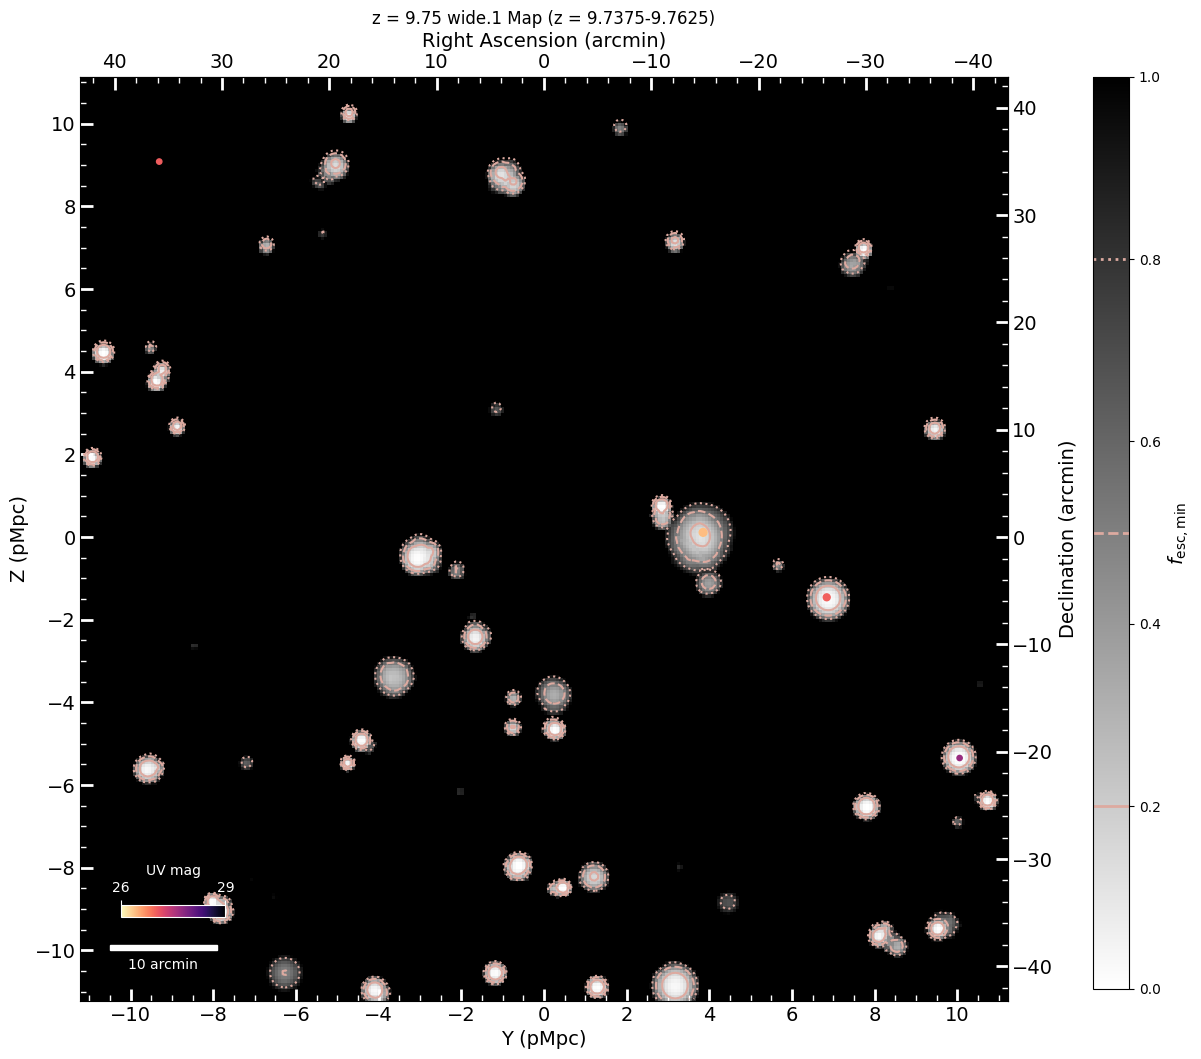 z = 9.75 wide.1 Map (z = 9.7375-9.7625)
Right Ascension (arcmin)
40 30 20 10 0 −10 −20 −30 −40
10
8
6
4
2
0
−2
−4
−6
−8
−10
Z (pMpc)
40
30
20
10
0
−10
−20
−30
−40
Declination (arcmin)
UV mag
26 29
10 arcmin
−10 −8 −6 −4 −2 0 2 4 6 8 10
Y (pMpc)
1.0
0.8
0.6
0.4
0.2
0.0
f_esc,min